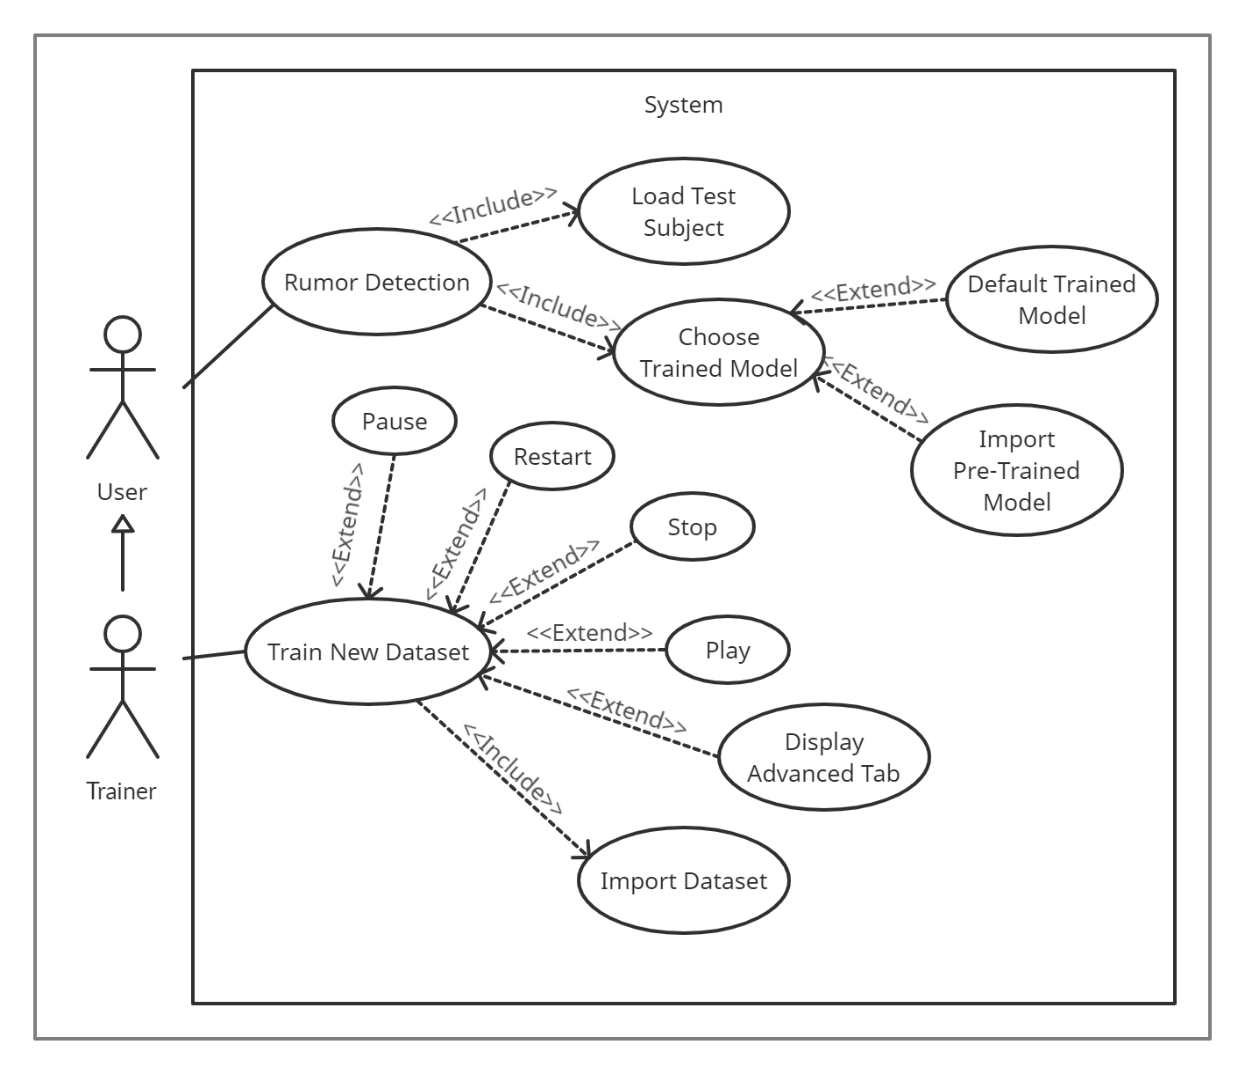 System
<<Include>>
Load Test
Subject
Rumor Detection
<<Include>>
Choose
Trained Model
<<Extend>>
Default Trained
Model
<<Extend>>
Import
Pre-Trained
Model
User
Pause
<<Extend>>
Restart
<<Extend>>
Stop
<<Extend>>
Train New Dataset
<<Extend>>
Play
<<Extend>>
Display
Advanced Tab
Trainer
<<Include>>
Import Dataset